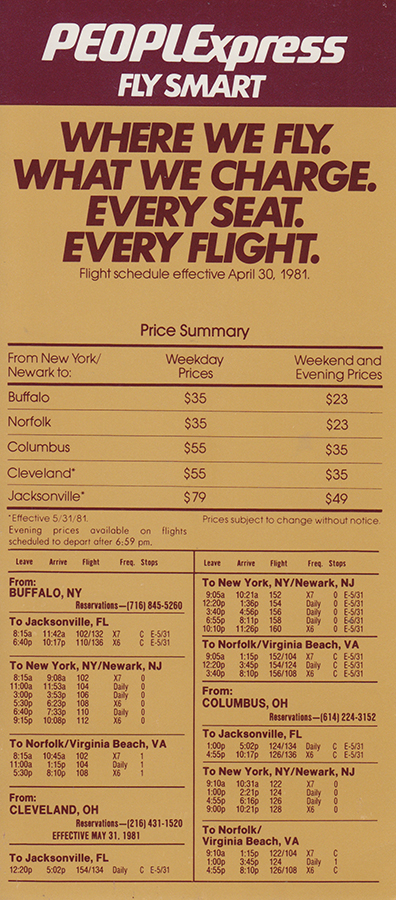 PEOPLExpress
FLY SMART
WHERE WE FLY.
WHAT WE CHARGE.
EVERY SEAT.
EVERY FLIGHT.
Flight schedule effective April 30, 1981.
Price Summary
From New York/ Weekday Weekend and
Newark to: Prices Evening Prices
Buffalo $35 $23
Norfolk $35 $23
Columbus $55 $35
Cleveland* $55 $35
Jacksonville* $79 $49
*Effective 5/31/81. Prices subject to change without notice.
Evening prices available on flights
scheduled to depart after 6:59 pm.
Leave Arrive Flight Freq. Stops
From:
BUFFALO, NY
Reservations—(716) 845-5260
To Jacksonville, FL
8:15a 11:42a 102/132 X7 C E-5/31
6:40p 10:17p 110/136 X6 C E-5/31
To New York, NY/Newark, NJ
8:15a 9:08a 102 X7 0
11:00a 11:53a 104 Daily 0
3:00p 3:53p 106 Daily 0
5:30p 6:23p 108 X6 0
6:40p 7:33p 110 Daily 0
9:15p 10:08p 112 X6 0
To Norfolk/Virginia Beach, VA
8:15a 10:45a 102 X7 1
11:00a 1:15p 104 Daily 1
5:30p 8:10p 108 X6 1
From:
CLEVELAND, OH
Reservations—(216) 431-1520
EFFECTIVE MAY 31, 1981
To Jacksonville, FL
12:20p 5:02p 154/134 Daily C E-5/31
Leave Arrive Flight Freq. Stops
To New York, NY/Newark, NJ
9:05a 10:21a 152 X7 0 E-5/31
12:20p 1:36p 154 Daily 0 E-5/31
3:40p 4:56p 156 Daily 0 E-5/31
6:55p 8:11p 158 Daily 0 E-5/31
10:10p 11:26p 160 X6 0 E-5/31
To Norfolk/Virginia Beach, VA
9:05a 1:15p 152/104 X7 C E-5/31
12:20p 3:45p 154/124 Daily C E-5/31
3:40p 8:10p 156/108 X6 C E-5/31
From:
COLUMBUS, OH
Reservations—(614) 224-3152
To Jacksonville, FL
1:00p 5:02p 124/134 Daily C E-5/31
4:55p 10:17p 126/136 X6 C E-5/31
To New York, NY/Newark, NJ
9:10a 10:31a 122 X7 0
1:00p 2:21p 124 Daily 0
4:55p 6:16p 126 Daily 0
9:00p 10:21p 128 X6 0
To Norfolk/
Virginia Beach, VA
9:10a 1:15p 122/104 X7 C
1:00p 3:45p 124 Daily 1
4:55p 8:10p 126/108 X6 C